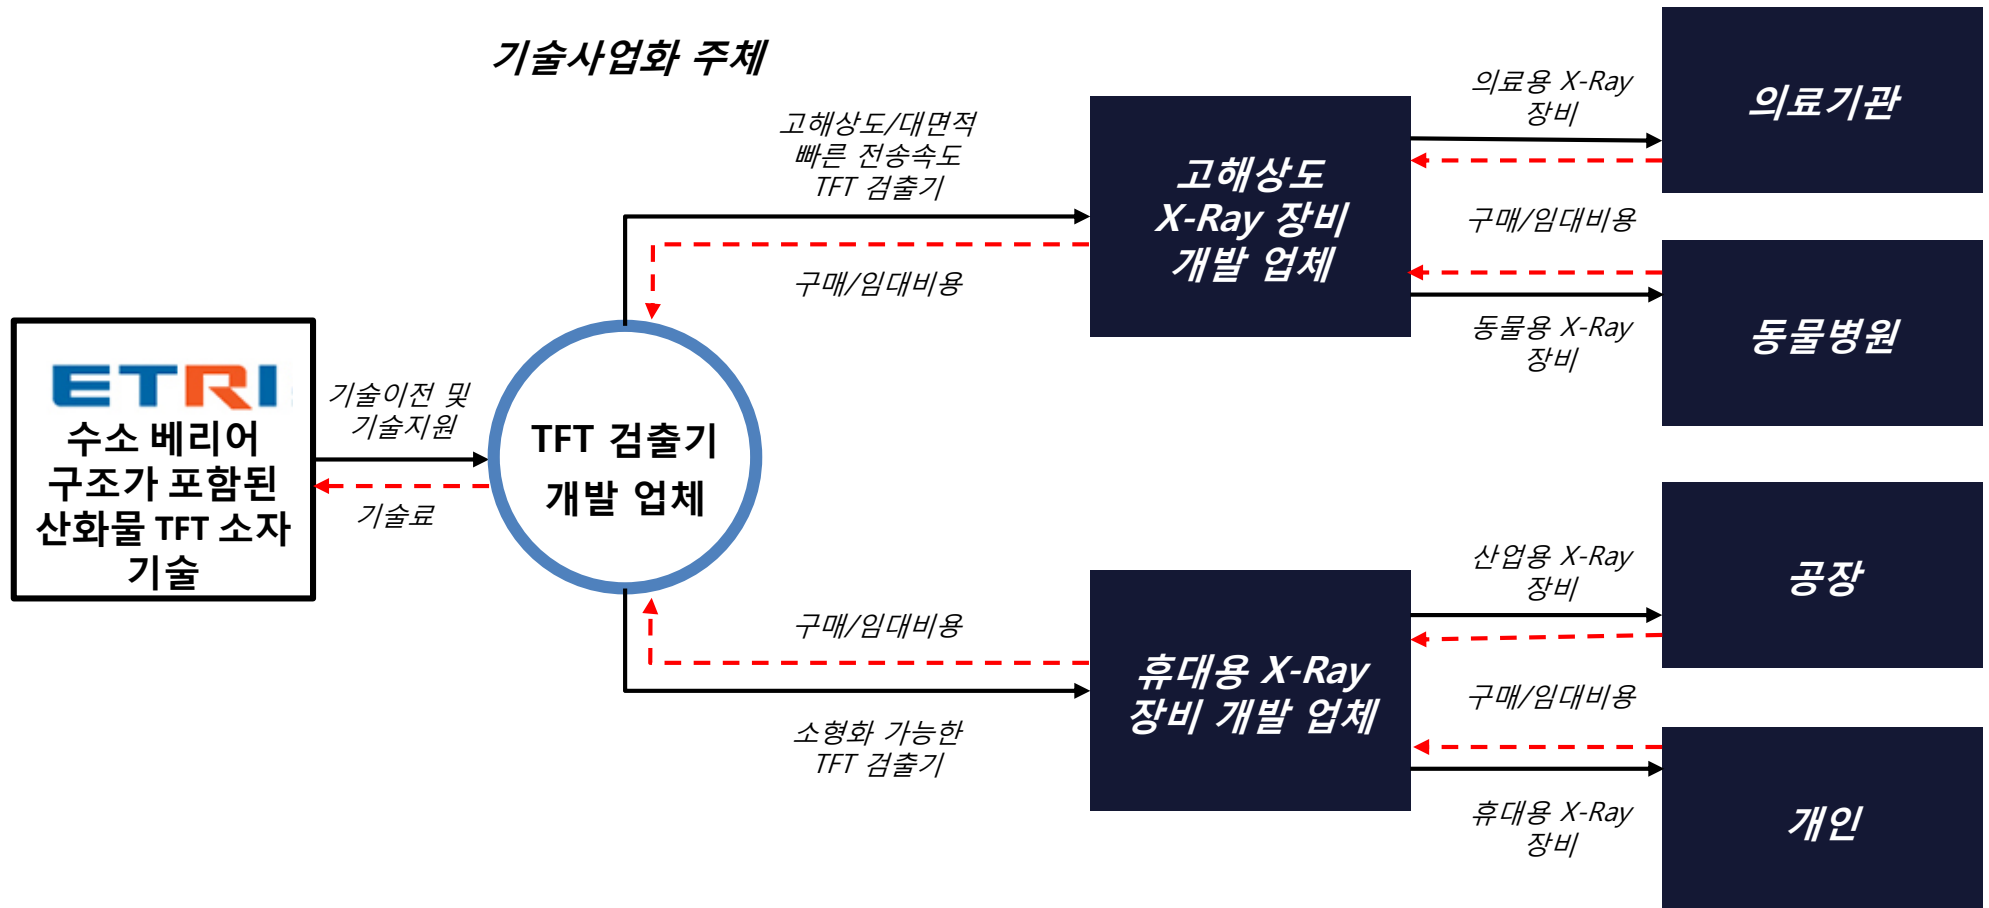 기술사업화 주체
ETRI
수소 베리어
구조가 포함된
산화물 TFT 소자
기술
기술이전 및
기술지원
기술료
TFT 검출기
개발 업체
고해상도/대면적
빠른 전송속도
TFT 검출기
구매/임대비용
구매/임대비용
소형화 가능한
TFT 검출기
고해상도
X-Ray 장비
개발 업체
휴대용 X-Ray
장비 개발 업체
의료용 X-Ray
장비
구매/임대비용
동물용 X-Ray
장비
산업용 X-Ray
장비
구매/임대비용
휴대용 X-Ray
장비
의료기관
동물병원
공장
개인